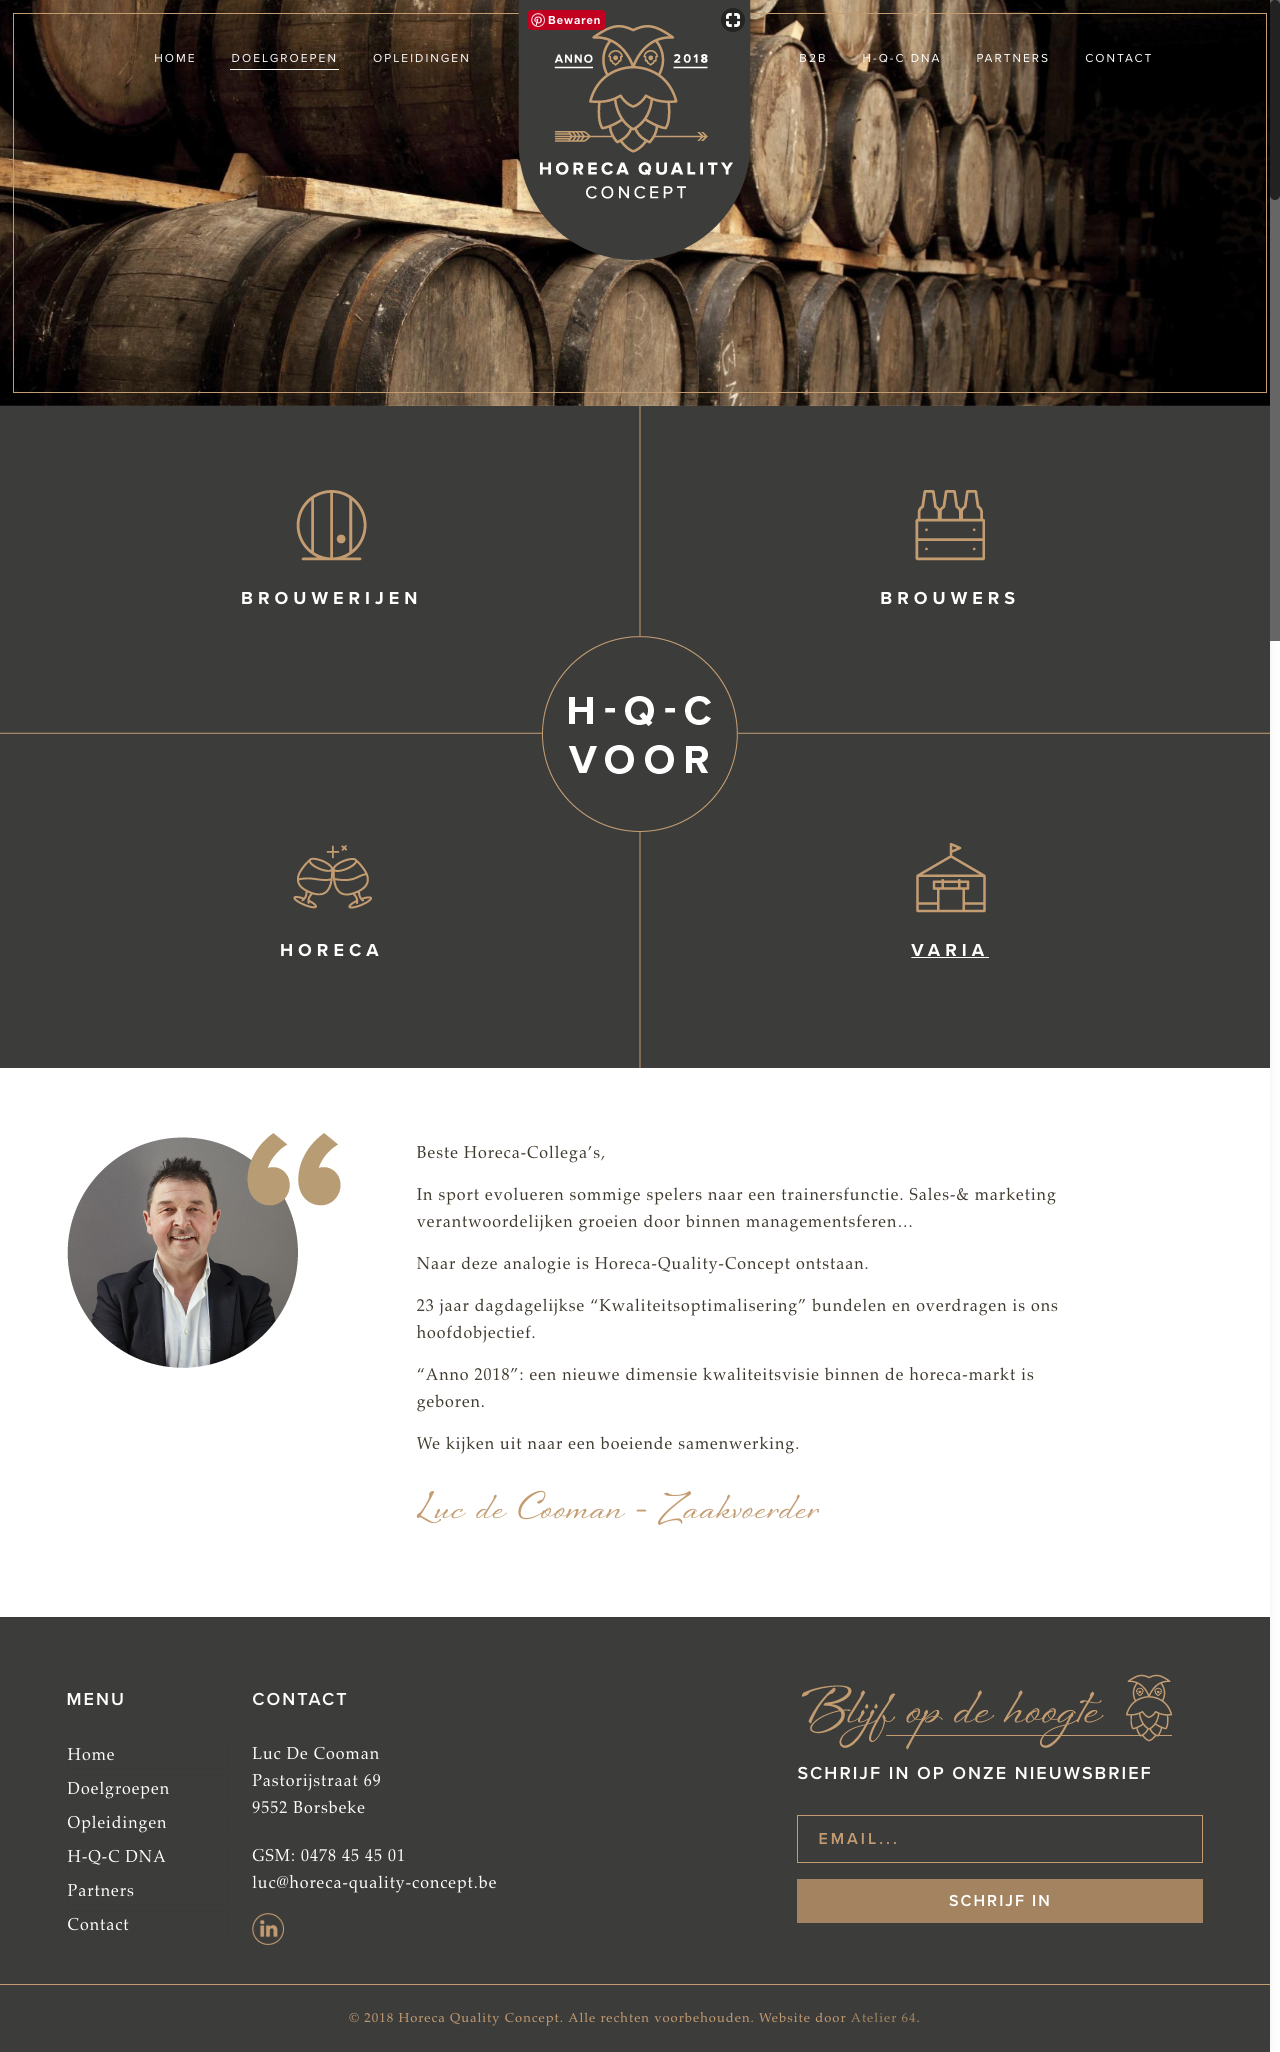 HOME DOELGROEPEN OPLEIDINGEN
Bewaren
ANNO 2018
HORECA QUALITY
CONCEPT
B2B H-Q-C DNA PARTNERS CONTACT
BROUWERIJEN
BROUWERS
H-Q-C
VOOR
HORECA
VARIA
Beste Horeca-Collega’s,
In sport evolueren sommige spelers naar een trainersfunctie. Sales-& marketing
verantwoordelijken groeien door binnen managementsferen…
Naar deze analogie is Horeca-Quality-Concept ontstaan.
23 jaar dagdagelijkse “Kwaliteitsoptimalisering” bundelen en overdragen is ons
hoofdobjectief.
“Anno 2018”: een nieuwe dimensie kwaliteitsvisie binnen de horeca-markt is
geboren.
We kijken uit naar een boeiende samenwerking.
Luc de Cooman - Zaakvoerder
MENU
Home
Doelgroepen
Opleidingen
H-Q-C DNA
Partners
Contact
CONTACT
Luc De Cooman
Pastorijstraat 69
9552 Borsbeke
GSM: 0478 45 45 01
luc@horeca-quality-concept.be
in
Blijf op de hoogte
SCHRIJF IN OP ONZE NIEUWSBRIEF
EMAIL...
SCHRIJF IN
© 2018 Horeca Quality Concept. Alle rechten voorbehouden. Website door Atelier 64.